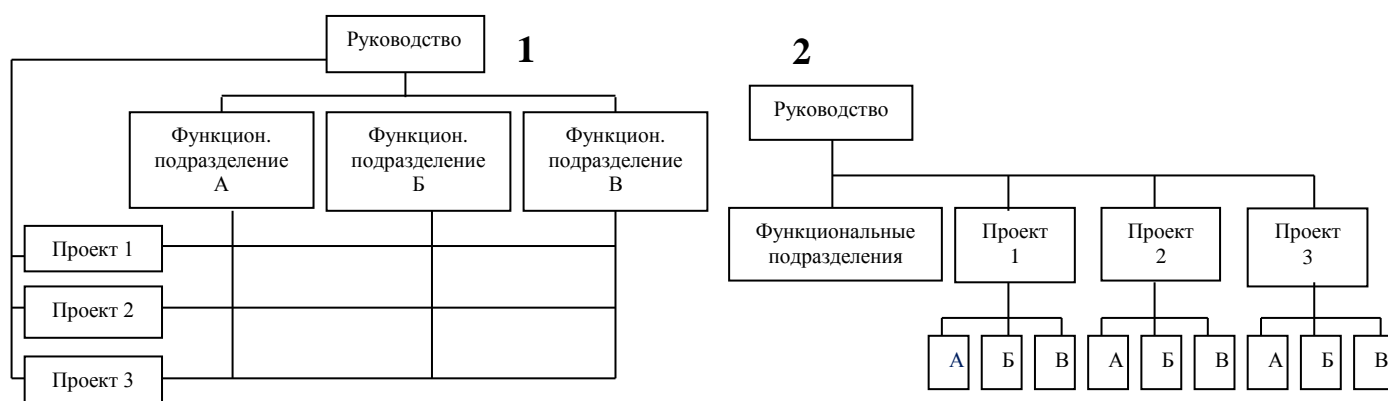 Руководство
1
Функцион.
подразделение
А
Функцион.
подразделение
Б
Функцион.
подразделение
В
Проект 1
Проект 2
Проект 3
2
Руководство
Функциональные
подразделения
Проект
1
Проект
2
Проект
3
А
Б
В
А
Б
В
А
Б
В